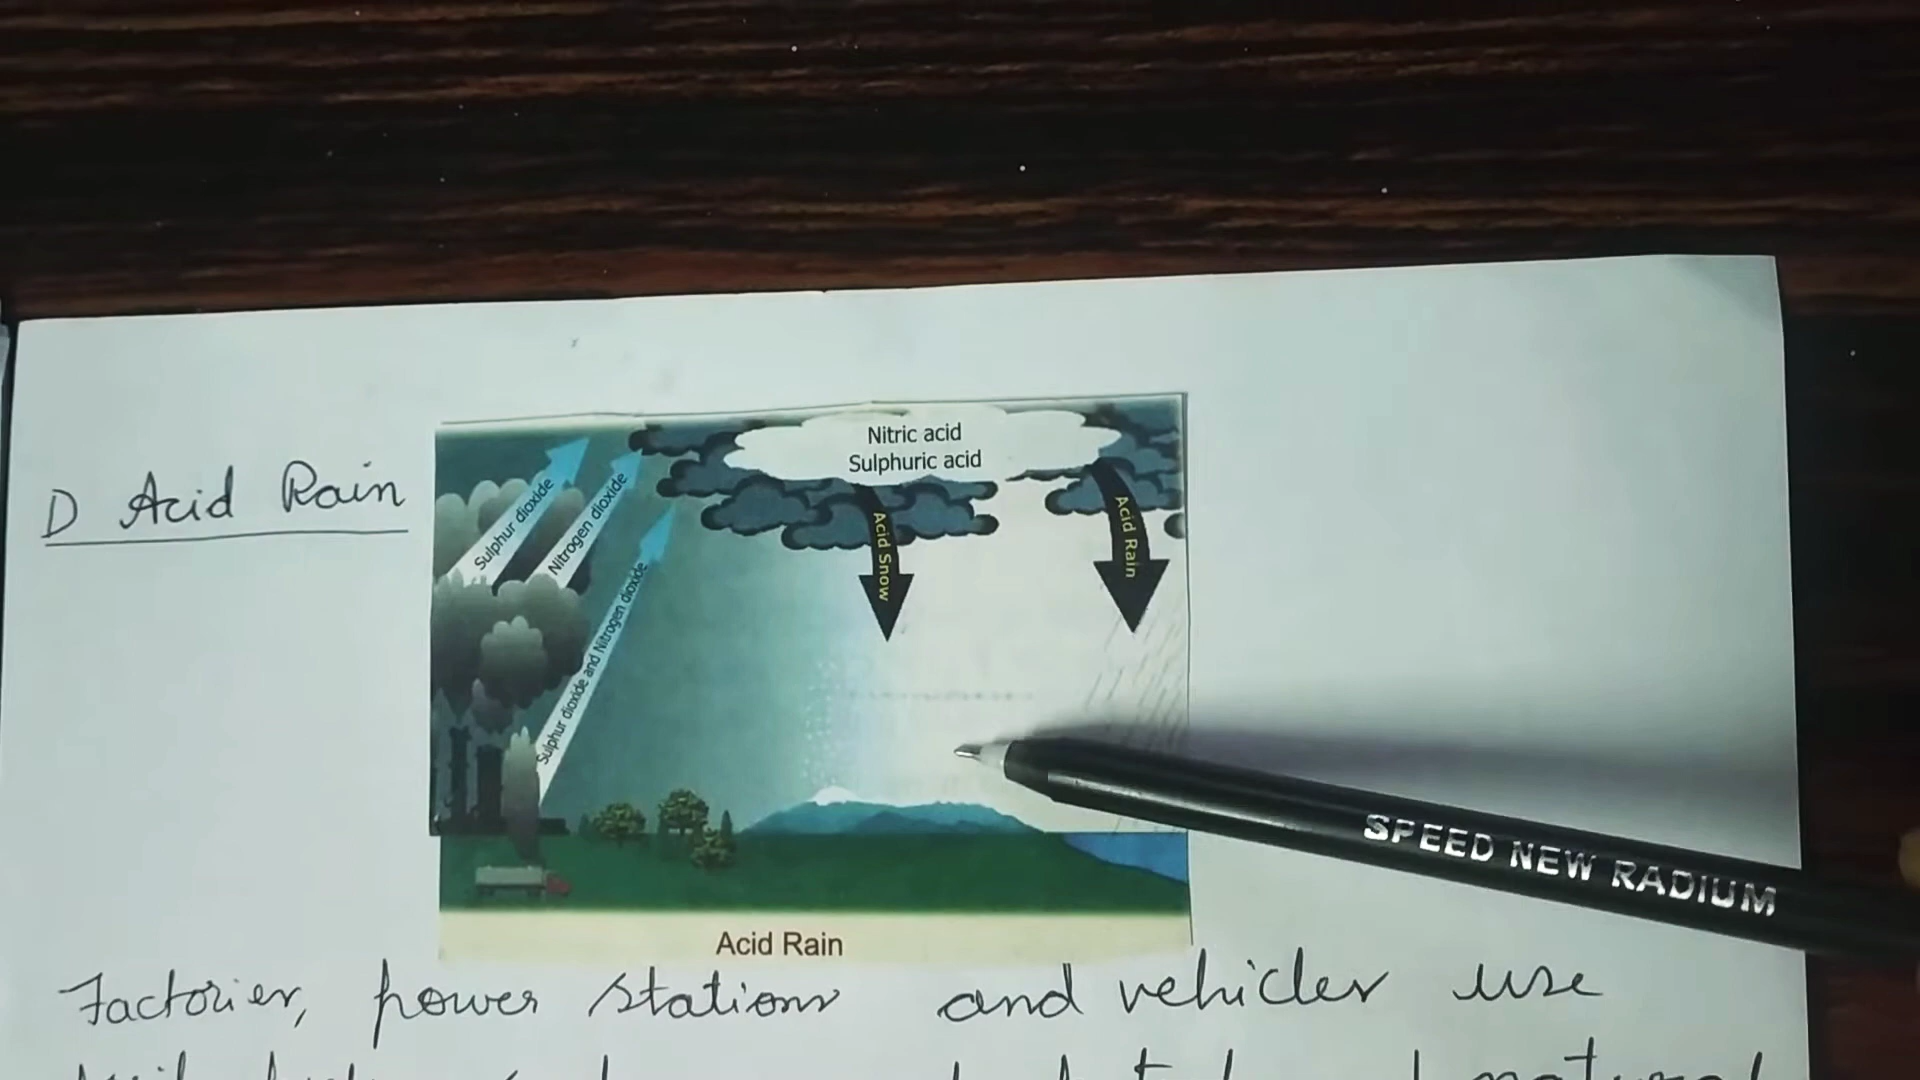 D Acid Rain
Nitric acid
Sulphuric acid
Sulphur dioxide
Nitrogen dioxide
Sulphur dioxide and Nitrogen dioxide
Acid Snow
Acid Rain
Acid Rain
SPEED NEW RADIUM
Factories, power stations and vehicles use
natural